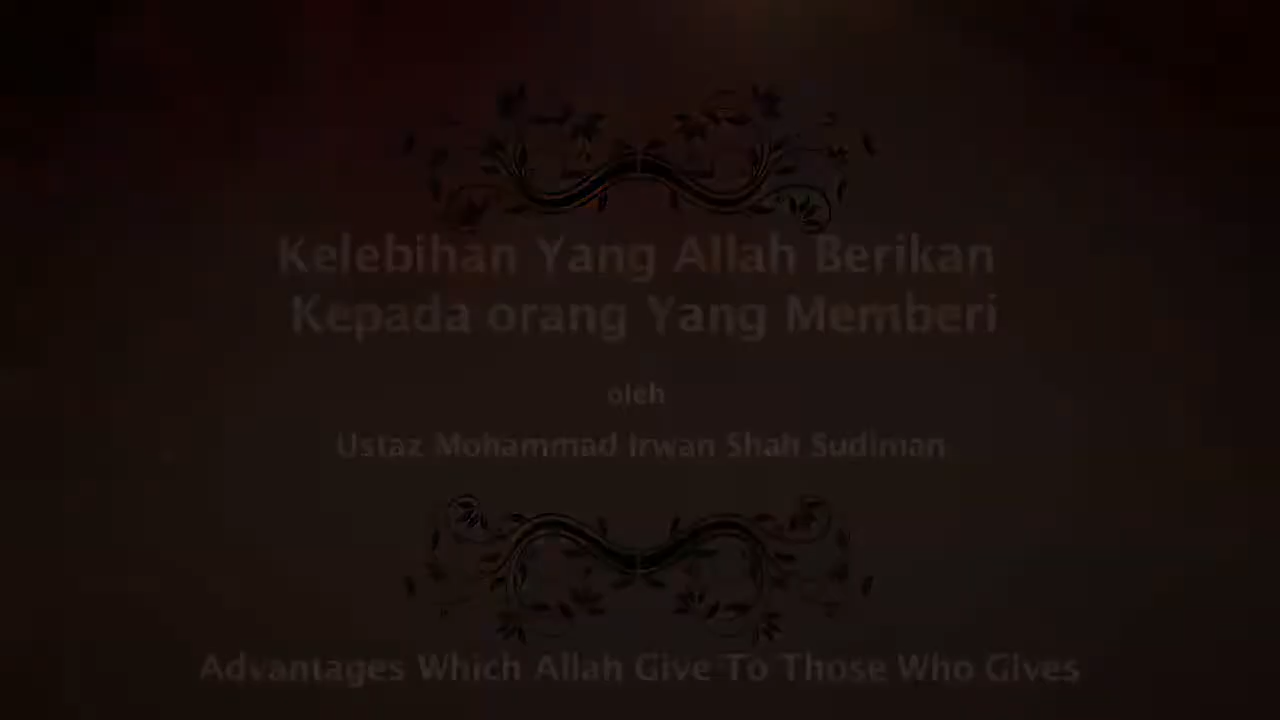 Kelebihan Yang Allah Berikan
Kepada orang Yang Memberi
oleh
Ustaz Mohammad Irwan Shah Sudiman
Advantages Which Allah Give To Those Who Gives